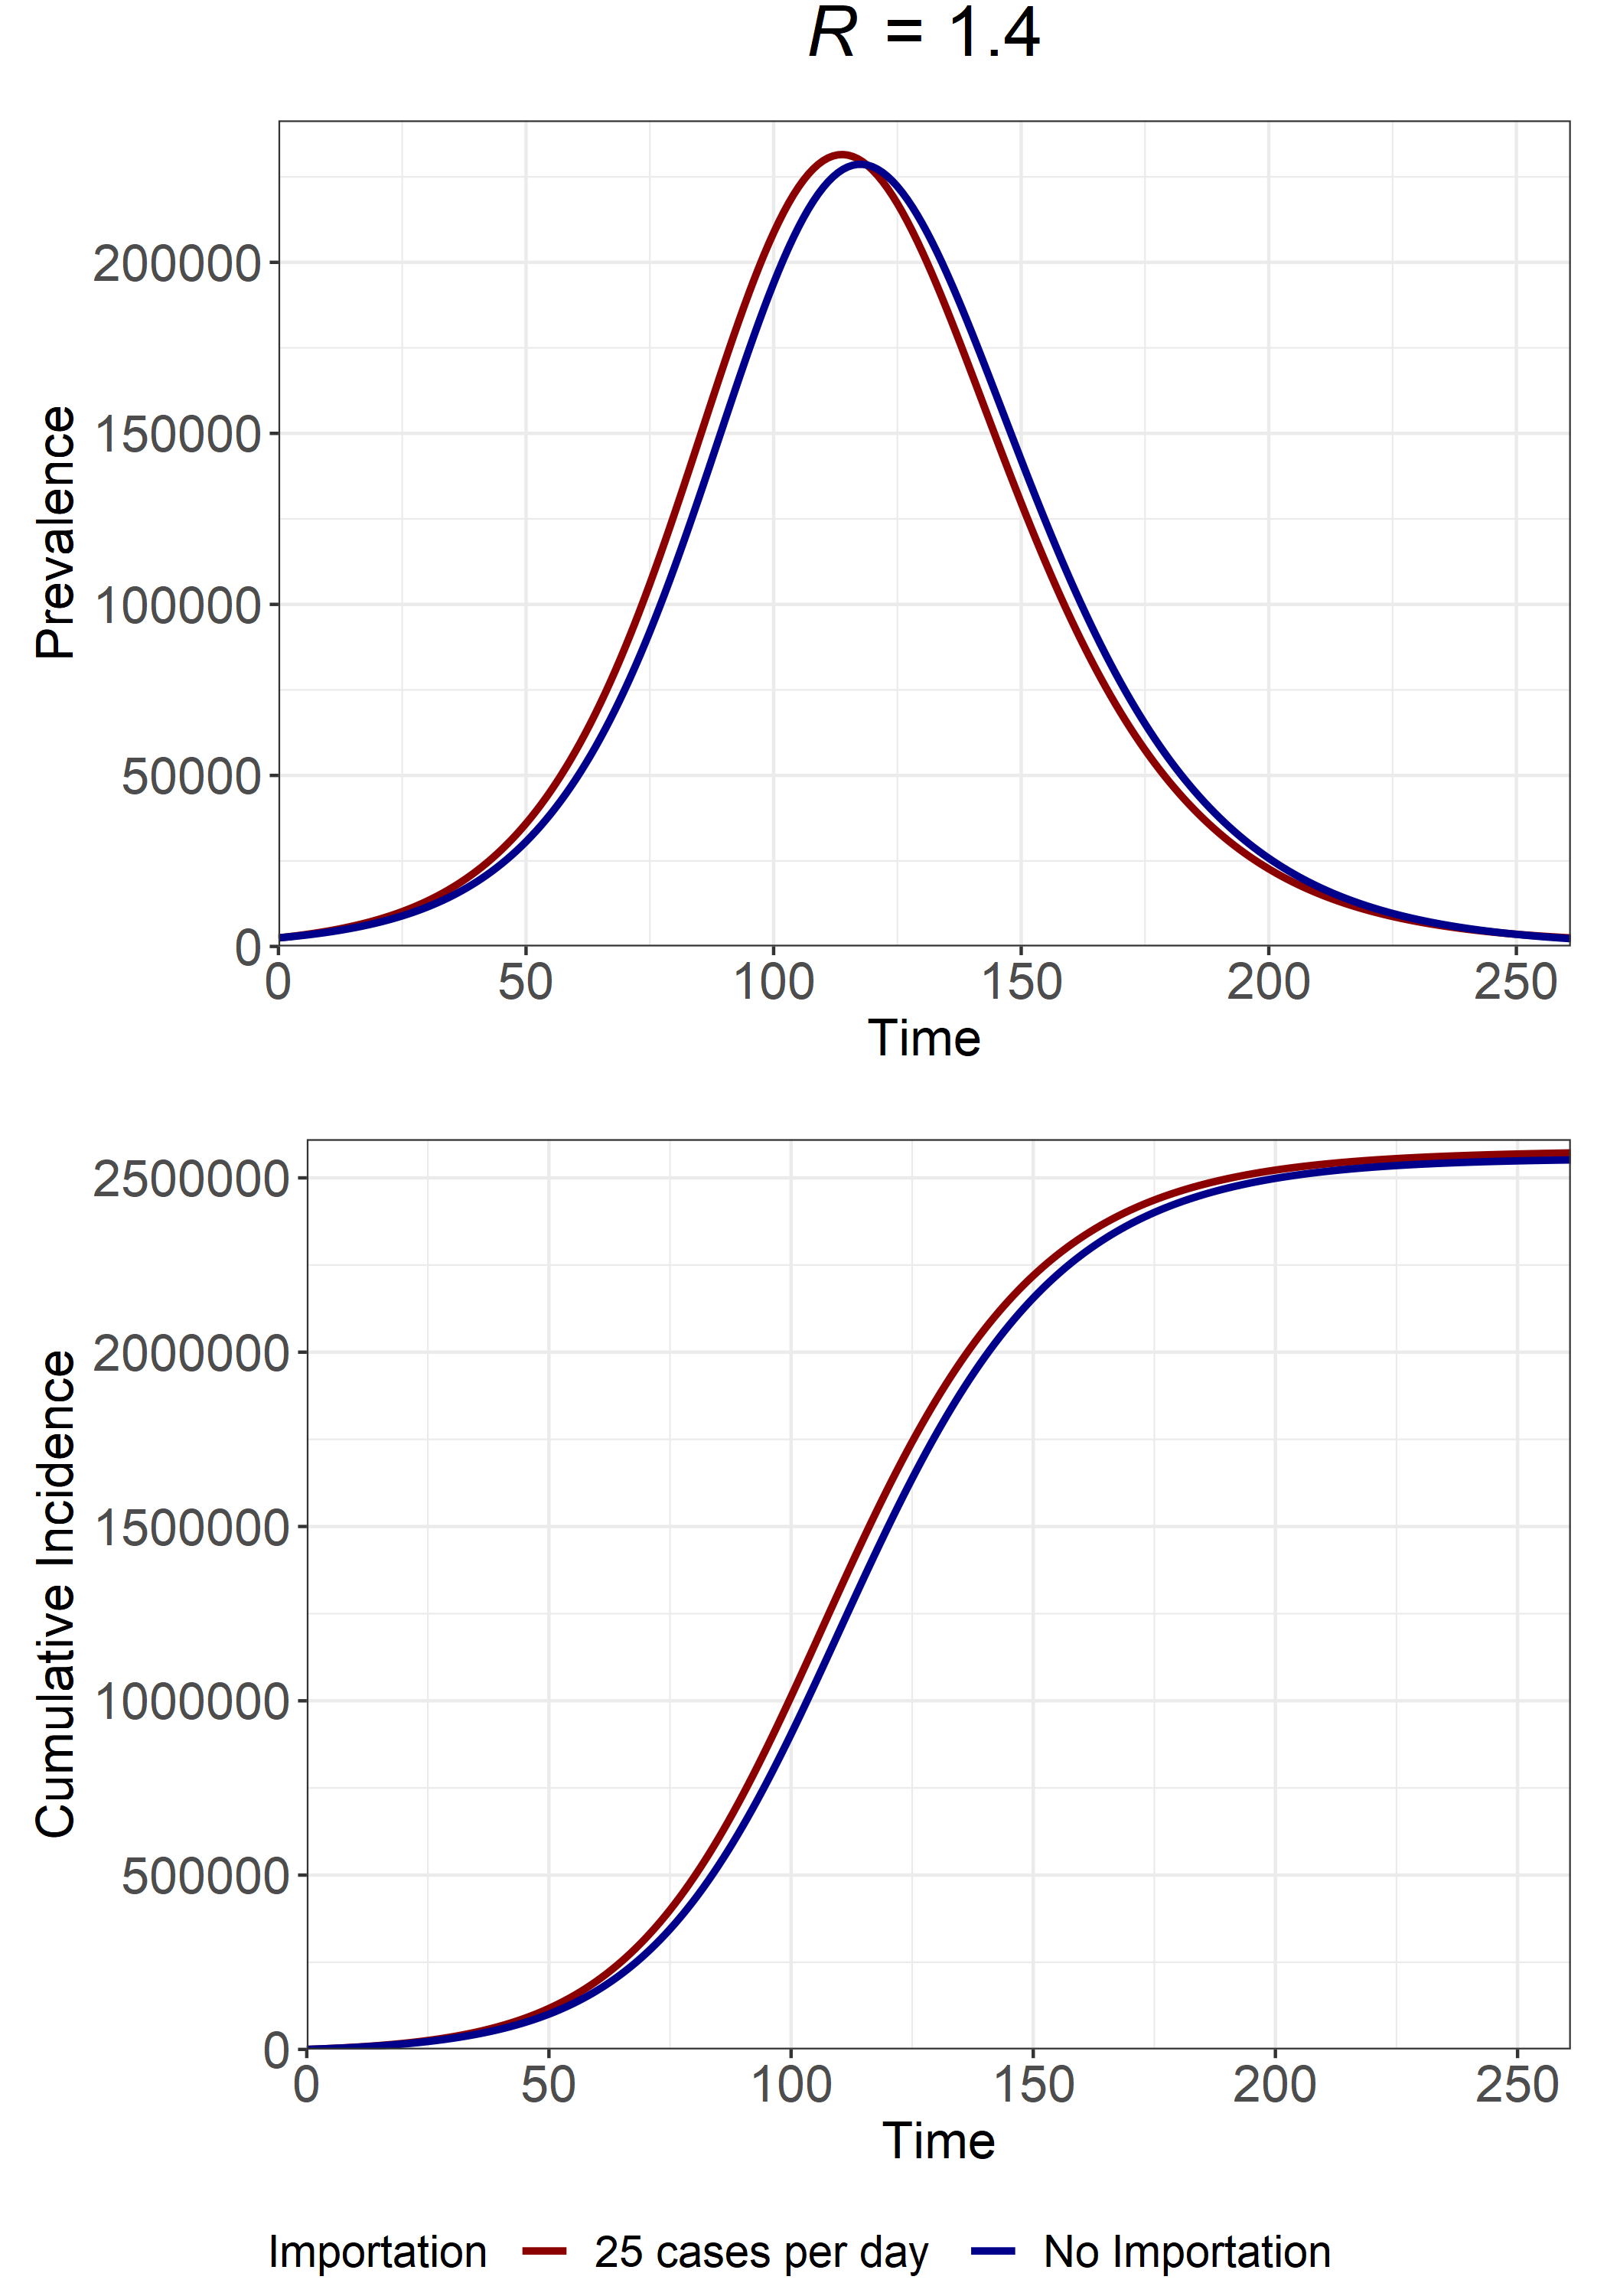 R = 1.4
Prevalence
200000
150000
100000
50000
0
0 50 100 150 200 250
Time
Cumulative Incidence
2500000
2000000
1500000
1000000
500000
0
0 50 100 150 200 250
Time
Importation 25 cases per day No Importation